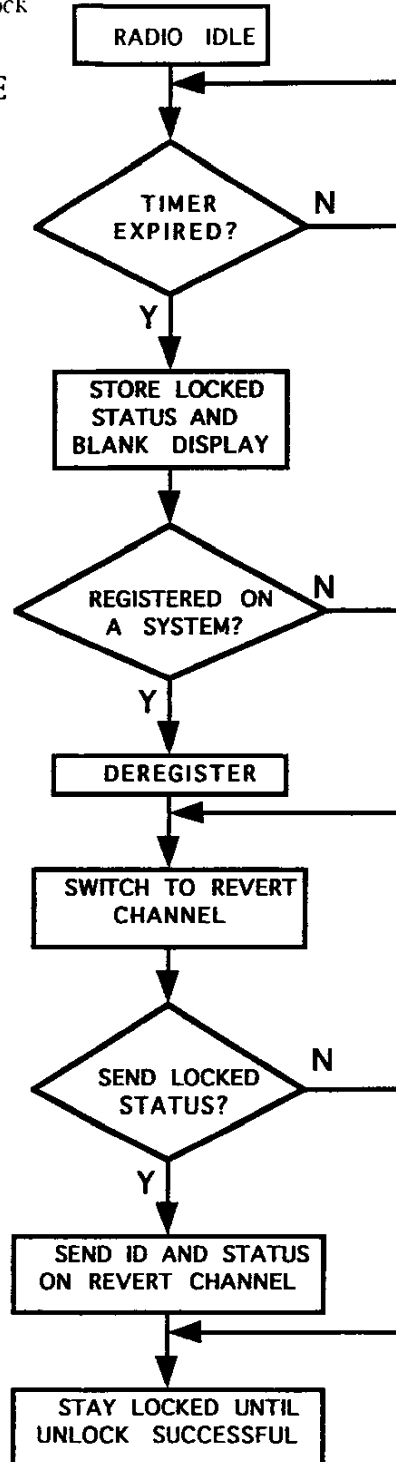 RADIO IDLE
TIMER
EXPIRED?
N
Y
STORE LOCKED
STATUS AND
BLANK DISPLAY
REGISTERED ON
A SYSTEM?
N
Y
DEREGISTER
SWITCH TO REVERT
CHANNEL
SEND LOCKED
STATUS?
N
Y
SEND ID AND STATUS
ON REVERT CHANNEL
STAY LOCKED UNTIL
UNLOCK SUCCESSFUL